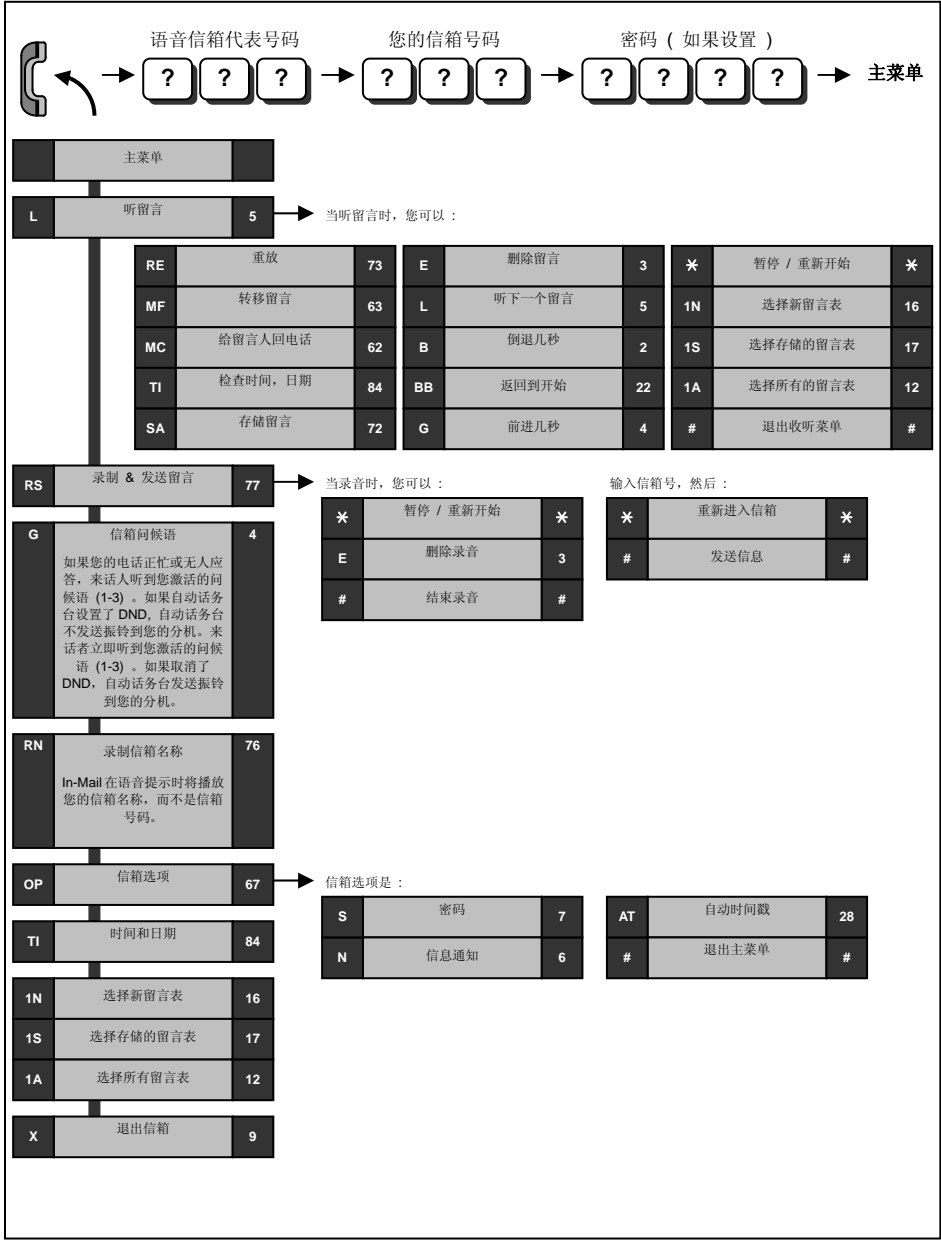 语音信箱代表号码 您的信箱号码 密码 ( 如果设置 )
? ? ? ? ? ? ? ? ? ? 主菜单
主菜单
L 听留言 5 当听留言时，您可以 :
RE 重放 73 E 删除留言 3 * 暂停 / 重新开始 *
MF 转移留言 63 L 听下一个留言 5 1N 选择新留言表 16
MC 给留言人回电话 62 B 倒退几秒 2 1S 选择存储的留言表 17
TI 检查时间，日期 84 BB 返回到开始 22 1A 选择所有的留言表 12
SA 存储留言 72 G 前进几秒 4 # 退出收听菜单 #
RS 录制 & 发送留言 77 当录音时，您可以 : 输入信箱号，然后 :
* 暂停 / 重新开始 * * 重新进入信箱 *
E 删除录音 3 # 发送信息 #
# 结束录音 #
G 信箱问候语 4
如果您的电话正忙或无人应
答，来话人听到您激活的问
候语 (1-3) 。如果自动话务
台设置了 DND, 自动话务台
不发送振铃到您的分机。来
话者立即听到您激活的问候
语 (1-3) 。如果取消了
DND，自动话务台发送振铃
到您的分机。
RN 录制信箱名称 76
In-Mail 在语音提示时将播放
您的信箱名称，而不是信箱
号码。
OP 信箱选项 67 信箱选项是 :
S 密码 7 AT 自动时间戳 28
N 信息通知 6 # 退出主菜单 #
TI 时间和日期 84
1N 选择新留言表 16
1S 选择存储的留言表 17
1A 选择所有留言表 12
X 退出信箱 9